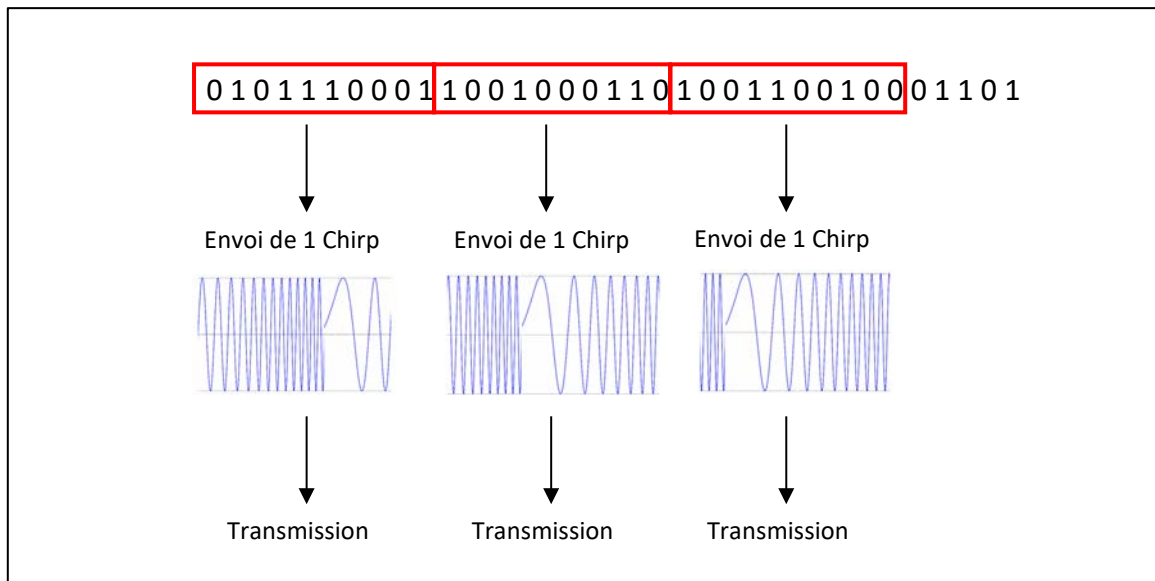 0 1 0 1 1 1 0 0 0 1 1 0 0 1 0 0 0 1 1 0 1 0 0 1 1 0 0 1 0 0 0 1 1 0 1
Envoi de 1 Chirp Envoi de 1 Chirp Envoi de 1 Chirp
Transmission Transmission Transmission